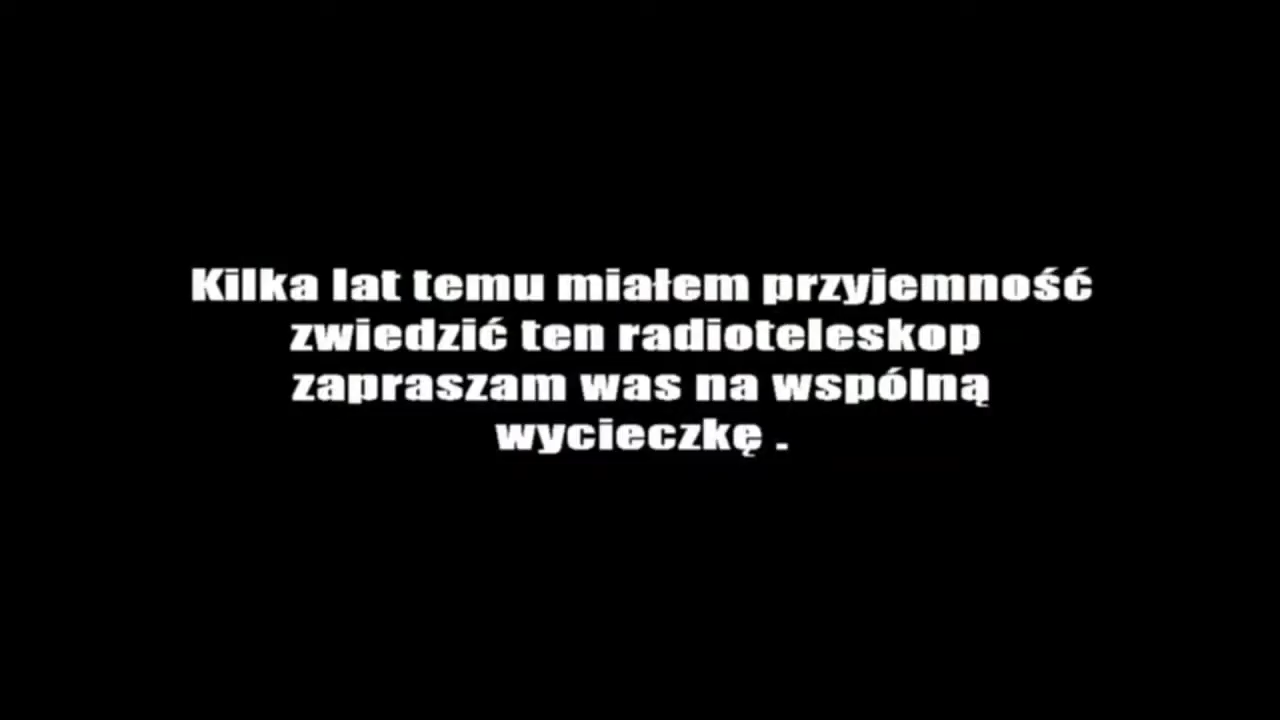 Kilka lat temu miałem przyjemność
zwiedzić ten radioteleskop
zapraszam was na wspólną
wycieczkę .